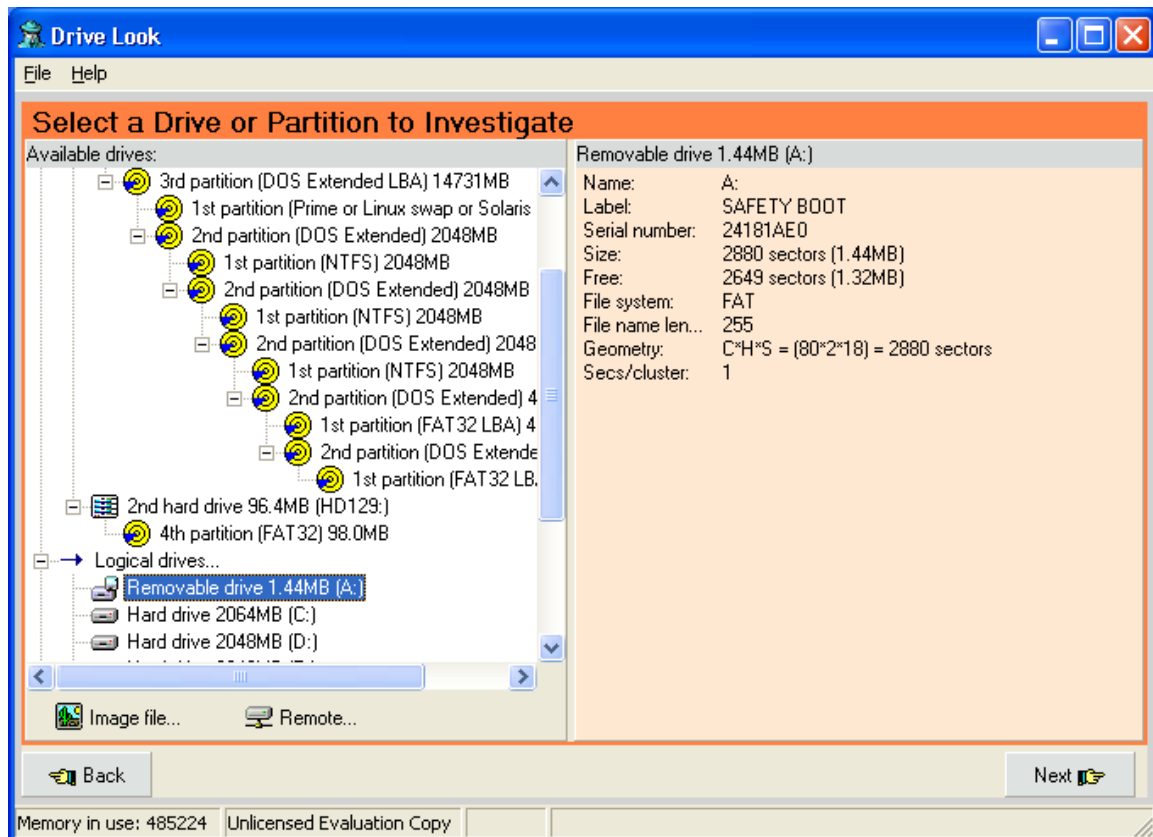 Drive Look
File Help
Select a Drive or Partition to Investigate
Available drives:
3rd partition (DOS Extended LBA) 14731MB
1st partition (Prime or Linux swap or Solaris
2nd partition (DOS Extended) 2048MB
1st partition (NTFS) 2048MB
2nd partition (DOS Extended) 2048MB
1st partition (NTFS) 2048MB
2nd partition (DOS Extended) 2048
1st partition (NTFS) 2048MB
2nd partition (DOS Extended) 4
1st partition (FAT32 LBA) 4
2nd partition (DOS Extende
1st partition (FAT32 LB
2nd hard drive 96.4MB (HD129:)
4th partition (FAT32) 98.0MB
Logical drives...
Removable drive 1.44MB (A:)
Hard drive 2064MB (C:)
Hard drive 2048MB (D:)
Image file... Remote...
Removable drive 1.44MB (A:)
Name: A:
Label: SAFETY BOOT
Serial number: 24181AE0
Size: 2880 sectors (1.44MB)
Free: 2649 sectors (1.32MB)
File system: FAT
File name len... 255
Geometry: C*H*S = (80*2*18) = 2880 sectors
Secs/cluster: 1
Back Next
Memory in use: 485224 Unlicensed Evaluation Copy